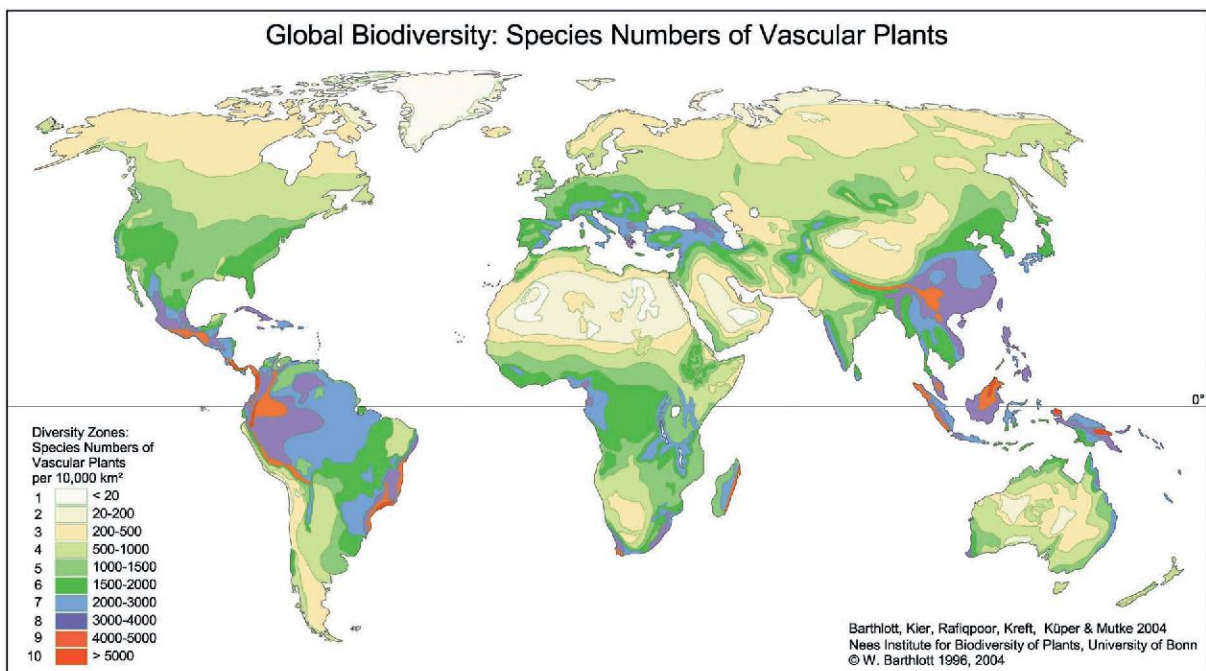 Global Biodiversity: Species Numbers of Vascular Plants
0°
Diversity Zones:
Species Numbers of
Vascular Plants
per 10,000 km²
1 < 20
2 20-200
3 200-500
4 500-1000
5 1000-1500
6 1500-2000
7 2000-3000
8 3000-4000
9 4000-5000
10 > 5000
Barthlott, Kier, Rafiqpoor, Kreft, Küper & Mutke 2004
Nees Institute for Biodiversity of Plants, University of Bonn
© W. Barthlott 1996, 2004